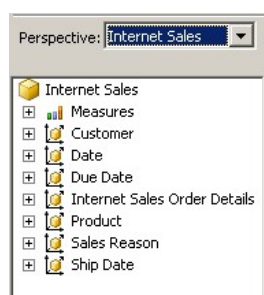 Perspective: Internet Sales
Internet Sales
Measures
Customer
Date
Due Date
Internet Sales Order Details
Product
Sales Reason
Ship Date